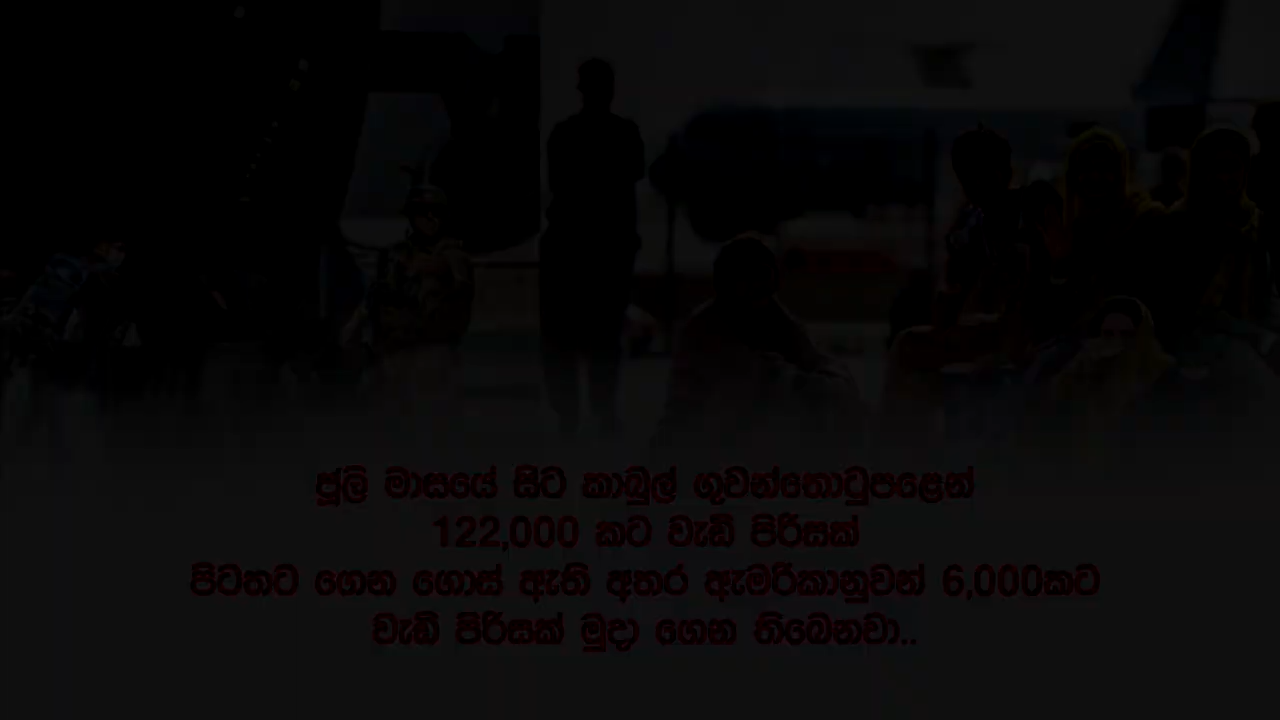 ජූලි මාසයේ සිට කාබුල් ගුවන්තොටුපළෙන්
122,000 කට වැඩි පිරිසක්
පිටතට ගෙන ගොස් ඇති අතර ඇමරිකානුවන් 6,000කට
වැඩි පිරිසක් මුදා ගෙන තිබෙනවා..